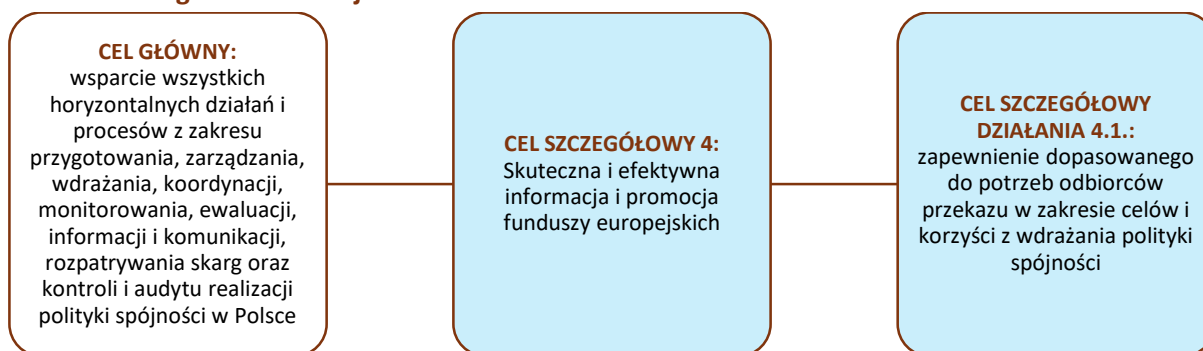 CEL GŁÓWNY:
wsparcie wszystkich
horyzontalnych działań i
procesów z zakresu
przygotowania, zarządzania,
wdrażania, koordynacji,
monitorowania, ewaluacji,
informacji i komunikacji,
rozpatrywania skarg oraz
kontroli i audytu realizacji
polityki spójności w Polsce
CEL SZCZEGÓŁOWY 4:
Skuteczna i efektywna
informacja i promocja
funduszy europejskich
CEL SZCZEGÓŁOWY
DZIAŁANIA 4.1.:
zapewnienie dopasowanego
do potrzeb odbiorców
przekazu w zakresie celów i
korzyści z wdrażania polityki
spójności